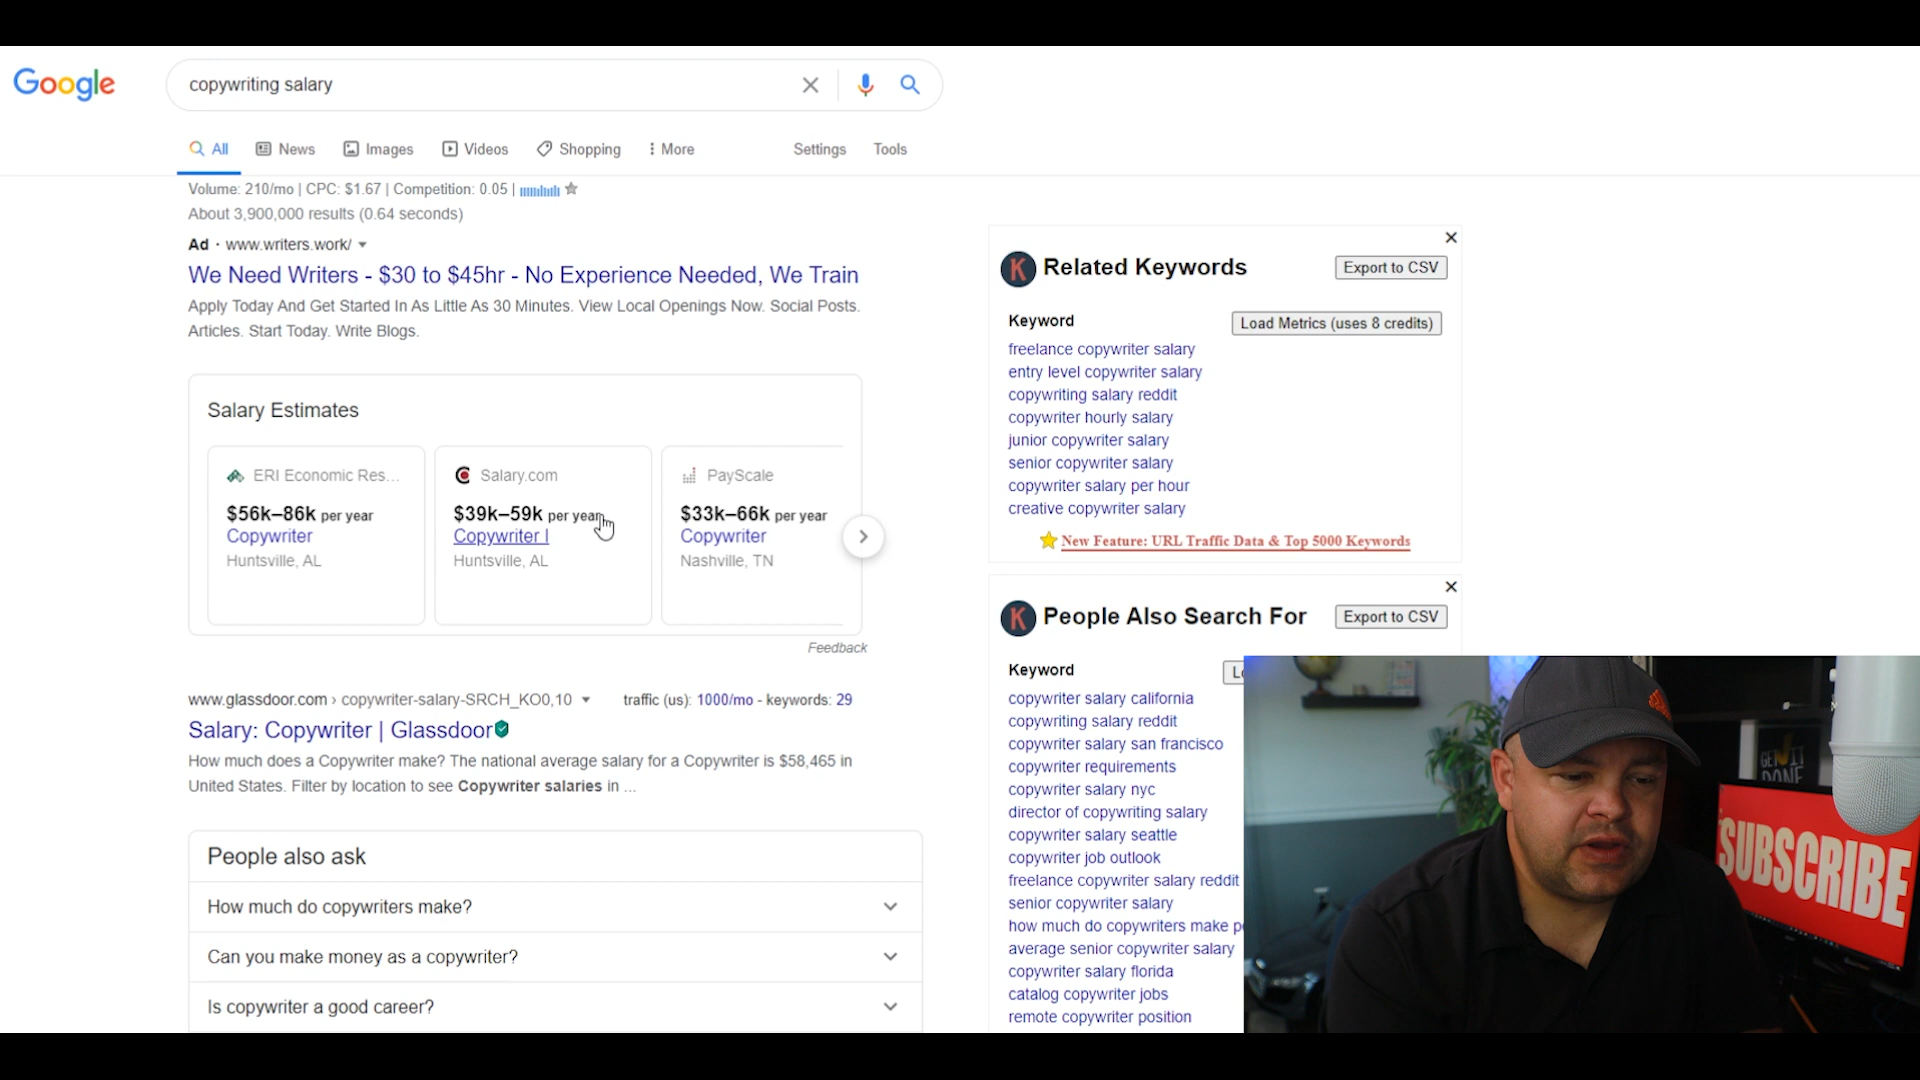 Google
copywriting salary
All
News
Images
Videos
Shopping
More
Settings
Tools
Volume: 210/mo | CPC: $1.67 | Competition: 0.05 |
About 3,900,000 results (0.64 seconds)
Ad · www.writers.work/
We Need Writers - $30 to $45hr - No Experience Needed, We Train
Apply Today And Get Started In As Little As 30 Minutes. View Local Openings Now. Social Posts.
Articles. Start Today. Write Blogs.
Salary Estimates
ERI Economic Res...
$56k–86k per year
Copywriter
Huntsville, AL
Salary.com
$39k–59k per year
Copywriter I
Huntsville, AL
PayScale
$33k–66k per year
Copywriter
Nashville, TN
Feedback
www.glassdoor.com › copywriter-salary-SRCH_KO0,10
traffic (us): 1000/mo - keywords: 29
Salary: Copywriter | Glassdoor
How much does a Copywriter make? The national average salary for a Copywriter is $58,465 in
United States. Filter by location to see Copywriter salaries in ...
People also ask
How much do copywriters make?
Can you make money as a copywriter?
Is copywriter a good career?
K Related Keywords
Export to CSV
Keyword
Load Metrics (uses 8 credits)
freelance copywriter salary
entry level copywriter salary
copywriting salary reddit
copywriter hourly salary
junior copywriter salary
senior copywriter salary
copywriter salary per hour
creative copywriter salary
New Feature: URL Traffic Data & Top 5000 Keywords
K People Also Search For
Export to CSV
Keyword
copywriter salary california
copywriting salary reddit
copywriter salary san francisco
copywriter requirements
copywriter salary nyc
director of copywriting salary
copywriter salary seattle
copywriter job outlook
freelance copywriter salary reddit
senior copywriter salary
how much do copywriters make
average senior copywriter salary
copywriter salary florida
catalog copywriter jobs
remote copywriter position
GET IT
DONE
SUBSCRIBE